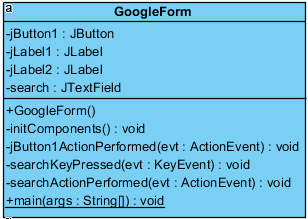 a
GoogleForm
-jButton1 : JButton
-jLabel1 : JLabel
-jLabel2 : JLabel
-search : JTextField
+GoogleForm()
-initComponents() : void
-jButton1ActionPerformed(evt : ActionEvent) : void
-searchKeyPressed(evt : KeyEvent) : void
-searchActionPerformed(evt : ActionEvent) : void
+main(args : String[]) : void